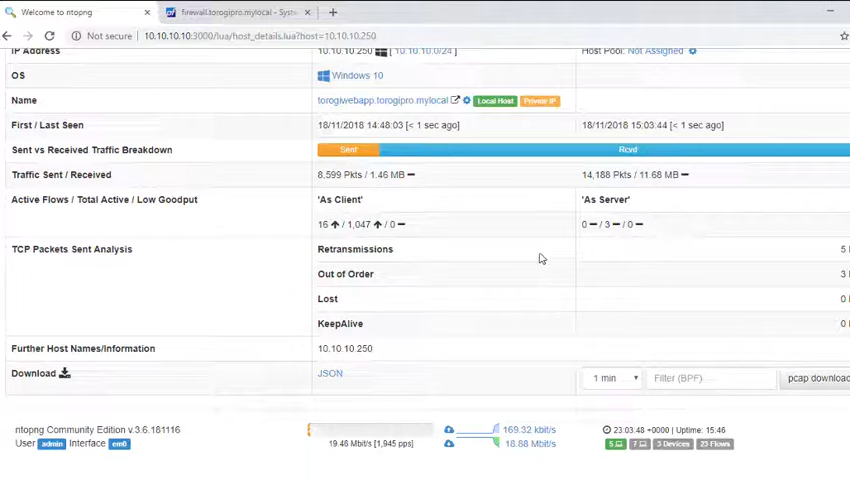 Welcome to ntopng
firewall.torogipro.mylocal - Syste
Not secure 10.10.10.10:3000/lua/host_details.lua?host=10.10.10.250
IP Address 10.10.10.250 [ 10.10.10.0/24 ] Host Pool: Not Assigned
OS Windows 10
Name torogiwebapp.torogipro.mylocal Local Host Private IP
First / Last Seen 18/11/2018 14:48:03 [< 1 sec ago] 18/11/2018 15:03:44 [< 1 sec ago]
Sent vs Received Traffic Breakdown Sent Rcvd
Traffic Sent / Received 8,599 Pkts / 1.46 MB 14,188 Pkts / 11.68 MB
Active Flows / Total Active / Low Goodput 'As Client' 'As Server'
16 / 1,047 / 0 0 / 3 / 0
TCP Packets Sent Analysis Retransmissions 5
Out of Order 3
Lost 0
KeepAlive 0
Further Host Names/Information 10.10.10.250
Download JSON 1 min Filter (BPF) pcap download
ntopng Community Edition v.3.6.181116
User admin Interface em0
19.46 Mbit/s [1,945 pps]
169.32 kbit/s
18.88 Mbit/s
23:03:48 +0000 | Uptime: 15:46
5 7 3 Devices 23 Flows